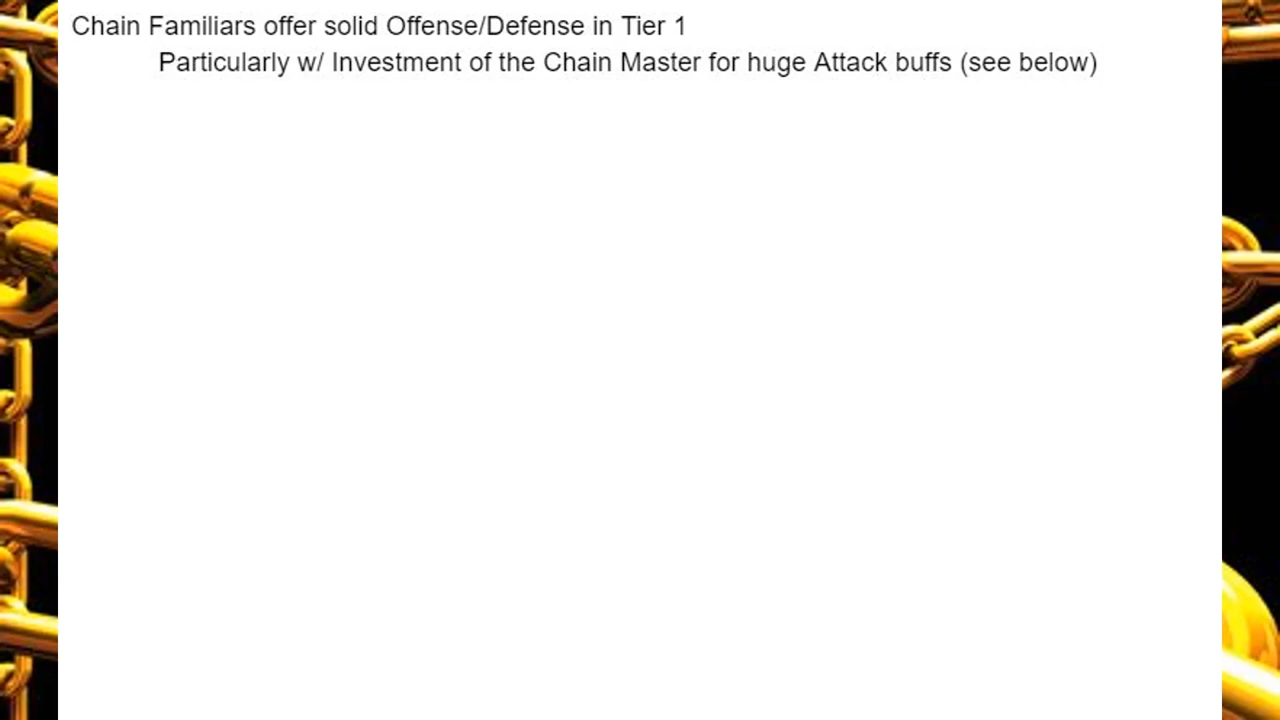 Chain Familiars offer solid Offense/Defense in Tier 1
Particularly w/ Investment of the Chain Master for huge Attack buffs (see below)